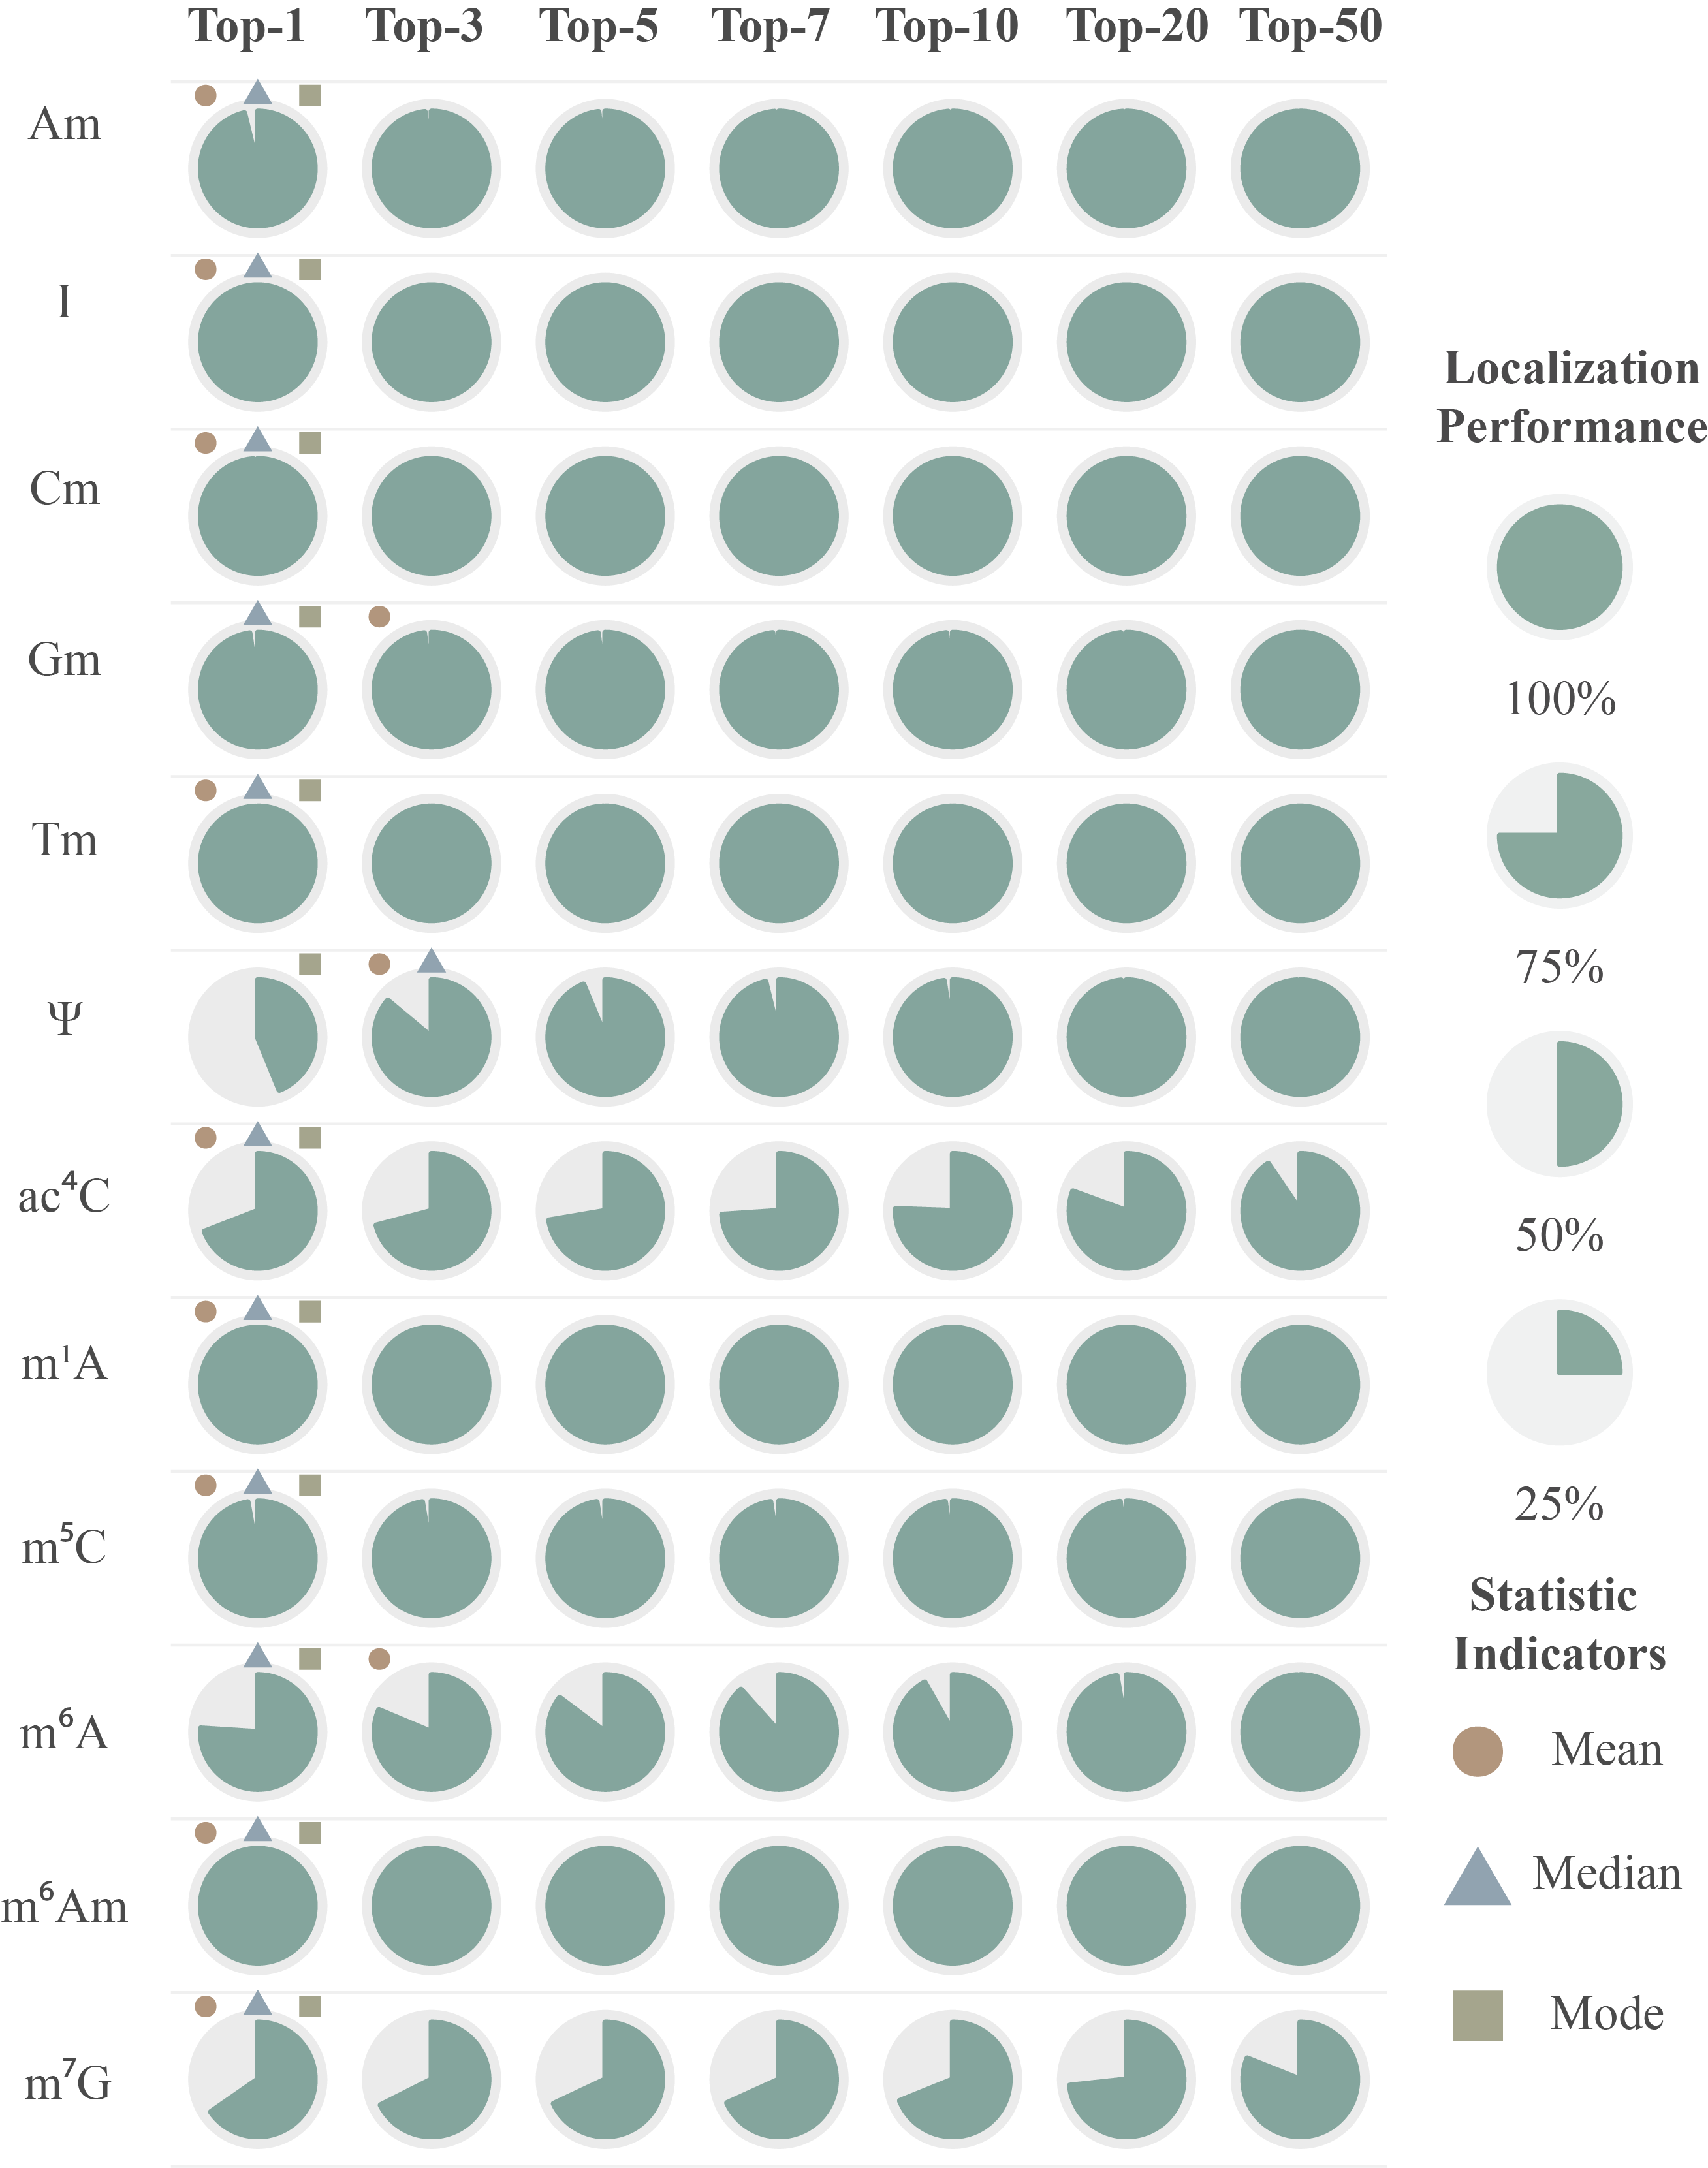 Top-1 Top-3 Top-5 Top-7 Top-10 Top-20 Top-50
Am
I
Cm
Gm
Tm
Ψ
ac⁴C
m¹A
m⁵C
m⁶A
m⁶Am
m⁷G
Localization
Performance
100%
75%
50%
25%
Statistic
Indicators
Mean
Median
Mode